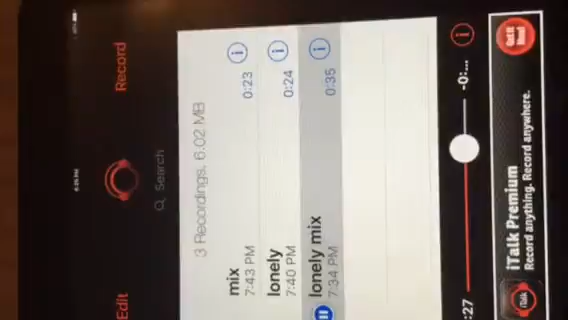 Edit
Record
Search
3 Recordings, 6.02 MB
mix
7:43 PM
0:23
lonely
7:40 PM
0:24
lonely mix
7:34 PM
0:35
:27
-0:...
iTalk
iTalk Premium
Record anything. Record anywhere.